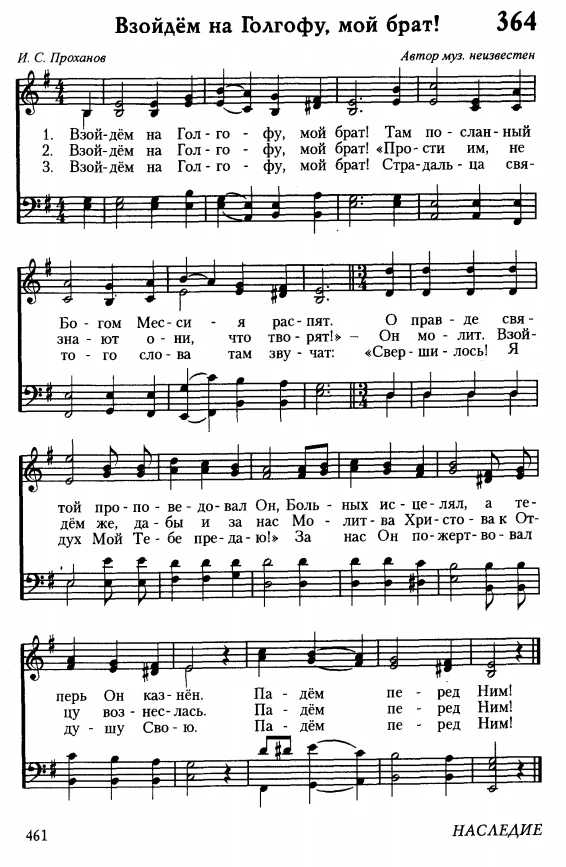 Взойдём на Голгофу, мой брат! 364
И. С. Проханов Автор муз. неизвестен
1. Взой-дём на Гол - го - фу, мой брат! Там по - слан-ный
2. Взой-дём на Гол - го - фу, мой брат! «Про-сти им, не
3. Взой-дём на Гол - го - фу, мой брат! Стра-даль-ца свя-
Бо - гом Мес-си - я рас-пят. О прав-де свя-
зна - ют о - ни, что тво-рят!» – Он мо - лит. Взой-
то - го сло - ва там зву-чат: «Свер-ши-лось! Я
той про-по - ве-до-вал Он, Боль - ных ис-це-лял, а те-
дём же, да-бы и за нас Мо - лит-ва Хри-сто-ва к От-
дух Мой Те - бе пре-да-ю!» За нас Он по-жерт-во-вал
перь Он каз-нён. Па - дём пе - ред Ним!
цу воз-нес-лась. Па - дём пе - ред Ним!
ду - шу Сво-ю. Па - дём пе - ред Ним!
461 НАСЛЕДИЕ